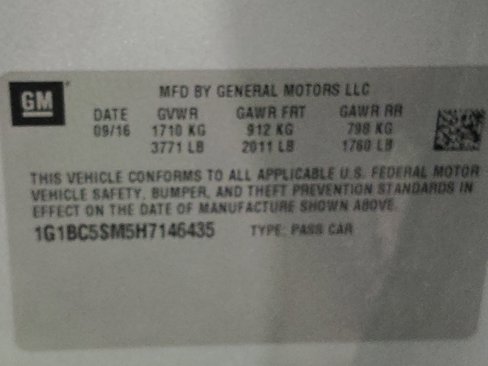 GM
MFD BY GENERAL MOTORS LLC
DATE GVWR GAWR FRT GAWR RR
09/16 1710 KG 912 KG 798 KG
3771 LB 2011 LB 1760 LB
THIS VEHICLE CONFORMS TO ALL APPLICABLE U.S. FEDERAL MOTOR
VEHICLE SAFETY, BUMPER, AND THEFT PREVENTION STANDARDS IN
EFFECT ON THE DATE OF MANUFACTURE SHOWN ABOVE.
1G1BC5SM5H7146435 TYPE: PASS CAR